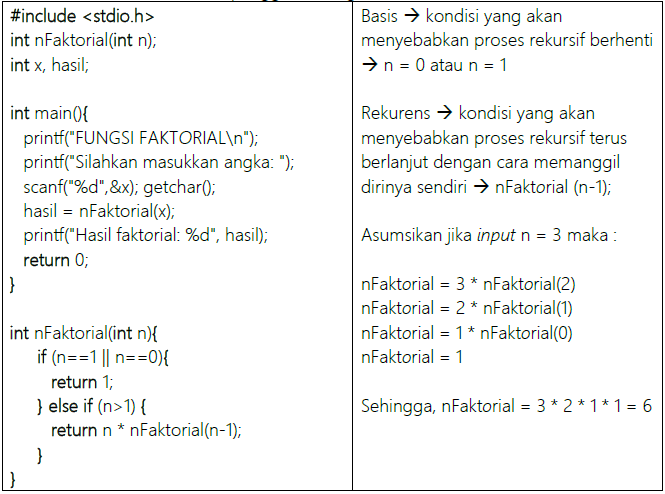 #include <stdio.h>
int nFaktorial(int n);
int x, hasil;
int main(){
printf("FUNGSI FAKTORIAL\n");
printf("Silahkan masukkan angka: ");
scanf("%d",&x); getchar();
hasil = nFaktorial(x);
printf("Hasil faktorial: %d", hasil);
return 0;
}
int nFaktorial(int n){
if (n==1 || n==0){
return 1;
} else if (n>1) {
return n * nFaktorial(n-1);
}
}
Basis → kondisi yang akan
menyebabkan proses rekursif berhenti
→ n = 0 atau n = 1
Rekurens → kondisi yang akan
menyebabkan proses rekursif terus
berlanjut dengan cara memanggil
dirinya sendiri → nFaktorial (n-1);
Asumsikan jika input n = 3 maka :
nFaktorial = 3 * nFaktorial(2)
nFaktorial = 2 * nFaktorial(1)
nFaktorial = 1 * nFaktorial(0)
nFaktorial = 1
Sehingga, nFaktorial = 3 * 2 * 1 * 1 = 6